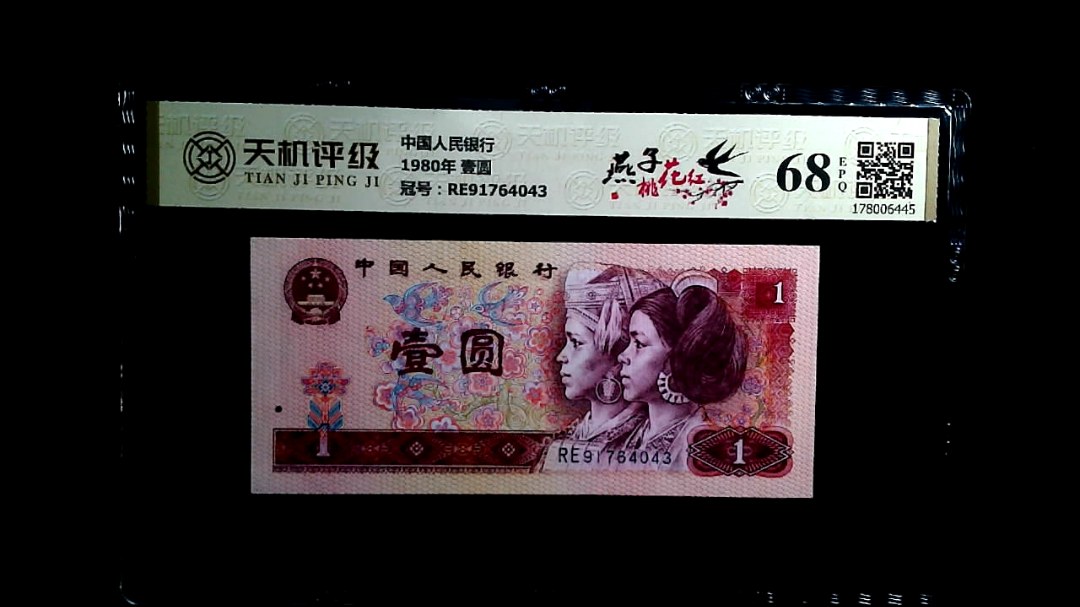 天机评级
TIAN JI PING JI
中国人民银行
1980年 壹圆
冠号：RE91764043
燕子
桃花红
68
EPQ
178006445
中国人民银行
1
壹圆
1
RE91764043
1